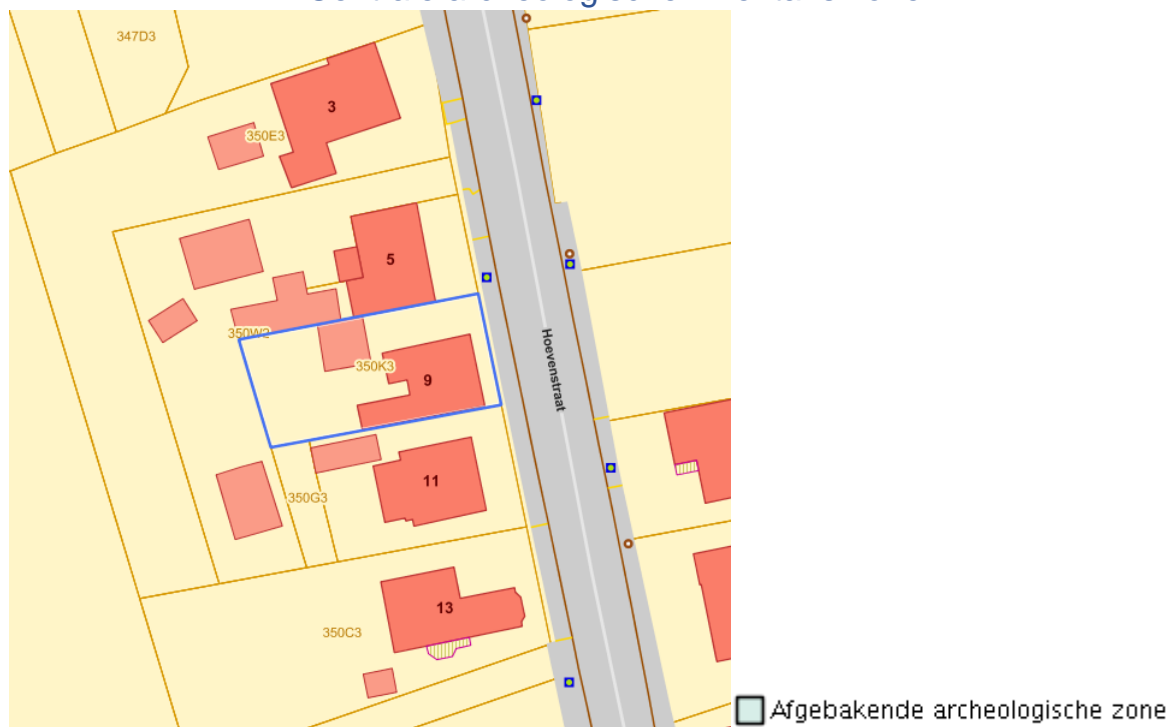 347D3
3
350E3
5
350W2
350K3
9
Hoevenstraat
11
350G3
13
350C3
Afgebakende archeologische zone